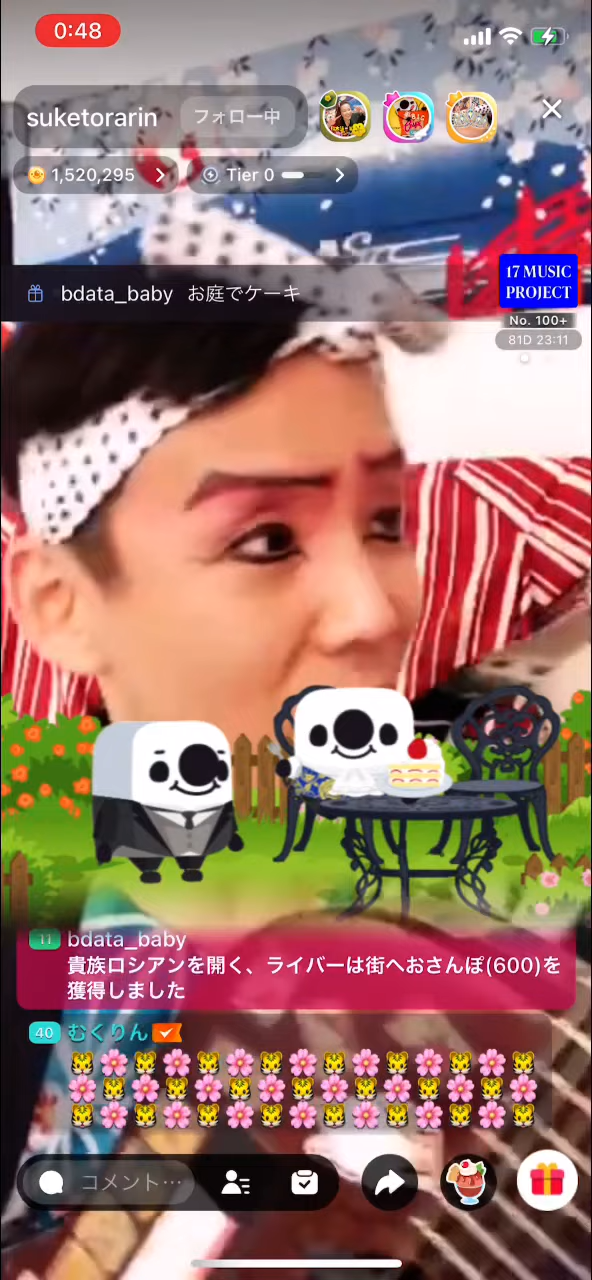 0:48
suketorarin フォロー中
1,520,295 Tier 0
bdata_baby お庭でケーキ
17 MUSIC
PROJECT
No. 100+
81D 23:11
11 bdata_baby
貴族ロシアンを開く、ライバーは街へおさんぽ(600)を
獲得しました
40 むくりん
🐯🌸🐯🌸🐯🌸🐯🌸🐯🌸🐯🌸🐯🌸🐯
🌸🐯🌸🐯🌸🐯🌸🐯🌸🐯🌸🐯🌸🐯🌸
🐯🌸🐯🌸🐯🌸🐯🌸🐯🌸🐯🌸🐯🌸🐯
コメント…